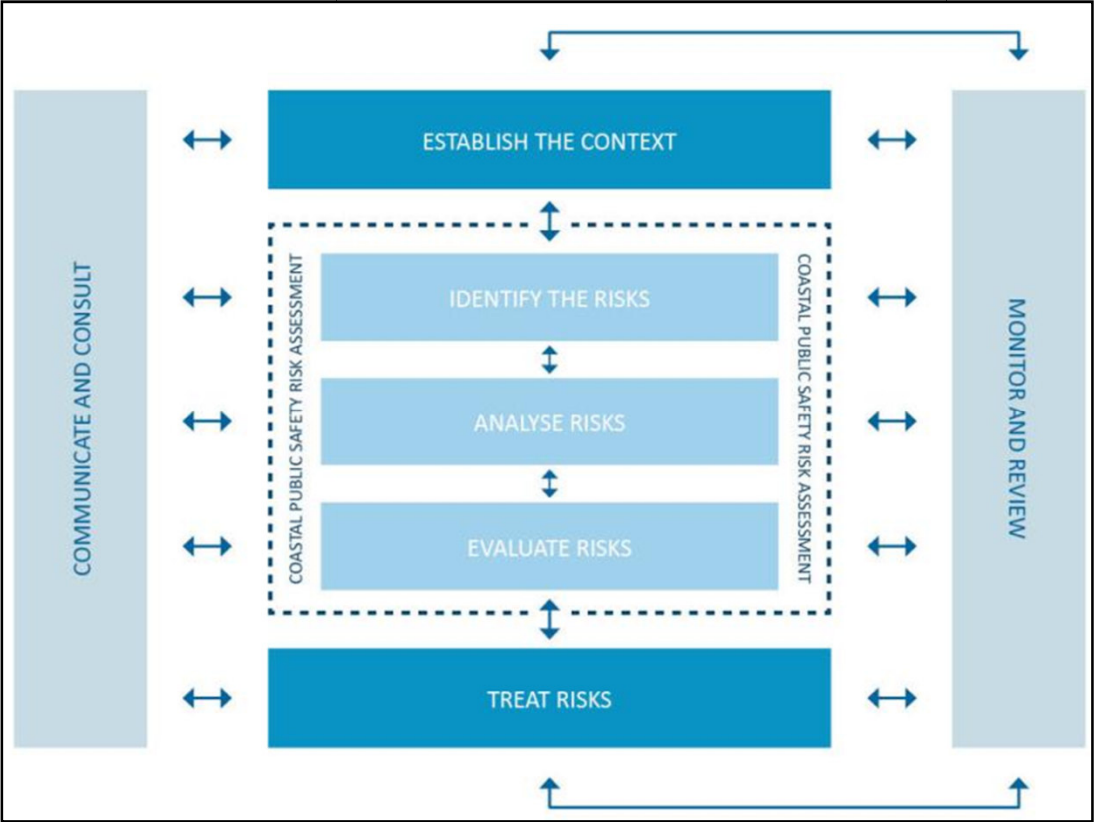 ESTABLISH THE CONTEXT
COMMUNICATE AND CONSULT
COASTAL PUBLIC SAFETY RISK ASSESSMENT
IDENTIFY THE RISKS
ANALYSE RISKS
EVALUATE RISKS
COASTAL PUBLIC SAFETY RISK ASSESSMENT
MONITOR AND REVIEW
TREAT RISKS